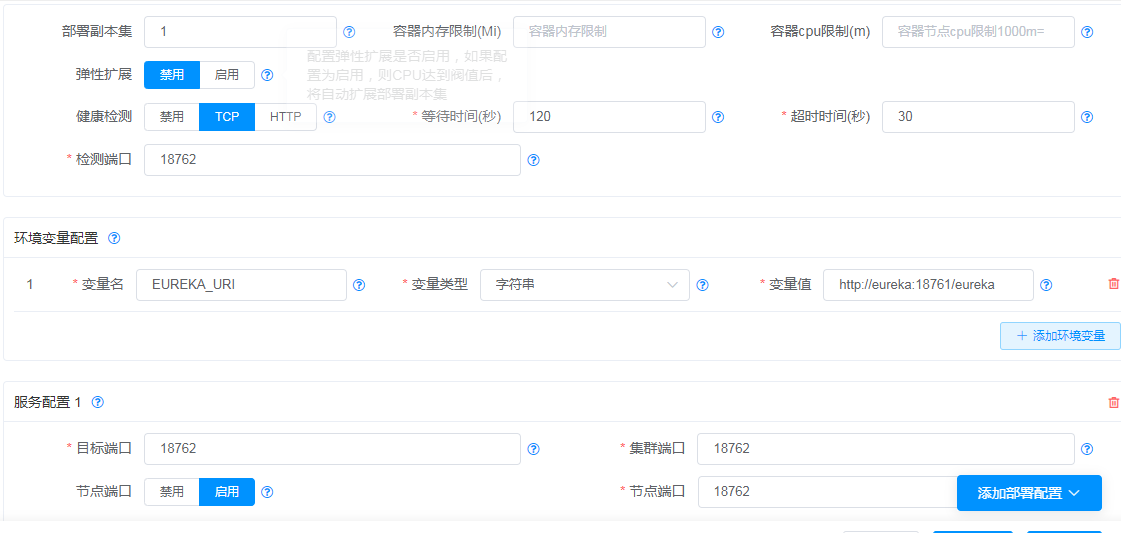 部署副本集 1 容器内存限制(Mi) 容器内存限制 容器cpu限制(m) 容器节点cpu限制1000m=
配置弹性扩展是否启用，如果配
置为启用，则CPU达到阀值后，
将自动扩展部署副本集
弹性扩展 禁用 启用
健康检测 禁用 TCP HTTP * 等待时间(秒) 120 * 超时时间(秒) 30
* 检测端口 18762
环境变量配置
1 * 变量名 EUREKA_URI * 变量类型 字符串 * 变量值 http://eureka:18761/eureka
+ 添加环境变量
服务配置 1
* 目标端口 18762 * 集群端口 18762
节点端口 禁用 启用 * 节点端口 18762 添加部署配置